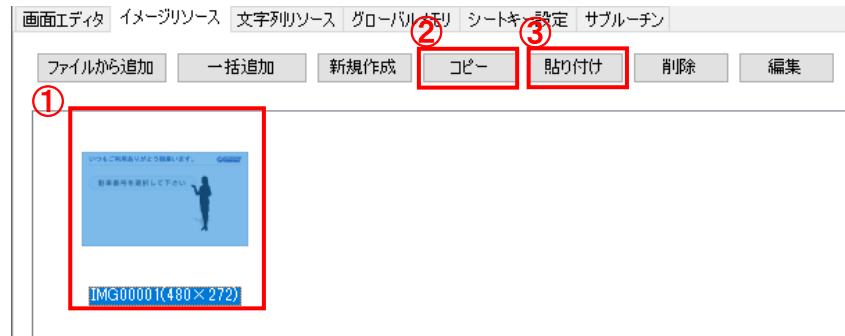 画面エディタ イメージリソース 文字列リソース グローバルメモリ シートキー設定 サブルーチン
② ③
ファイルから追加 一括追加 新規作成 コピー 貼り付け 削除 編集
①
いつもご利用ありがとう御座います。
駐車番号を選択して下さい
IMG00001(480×272)